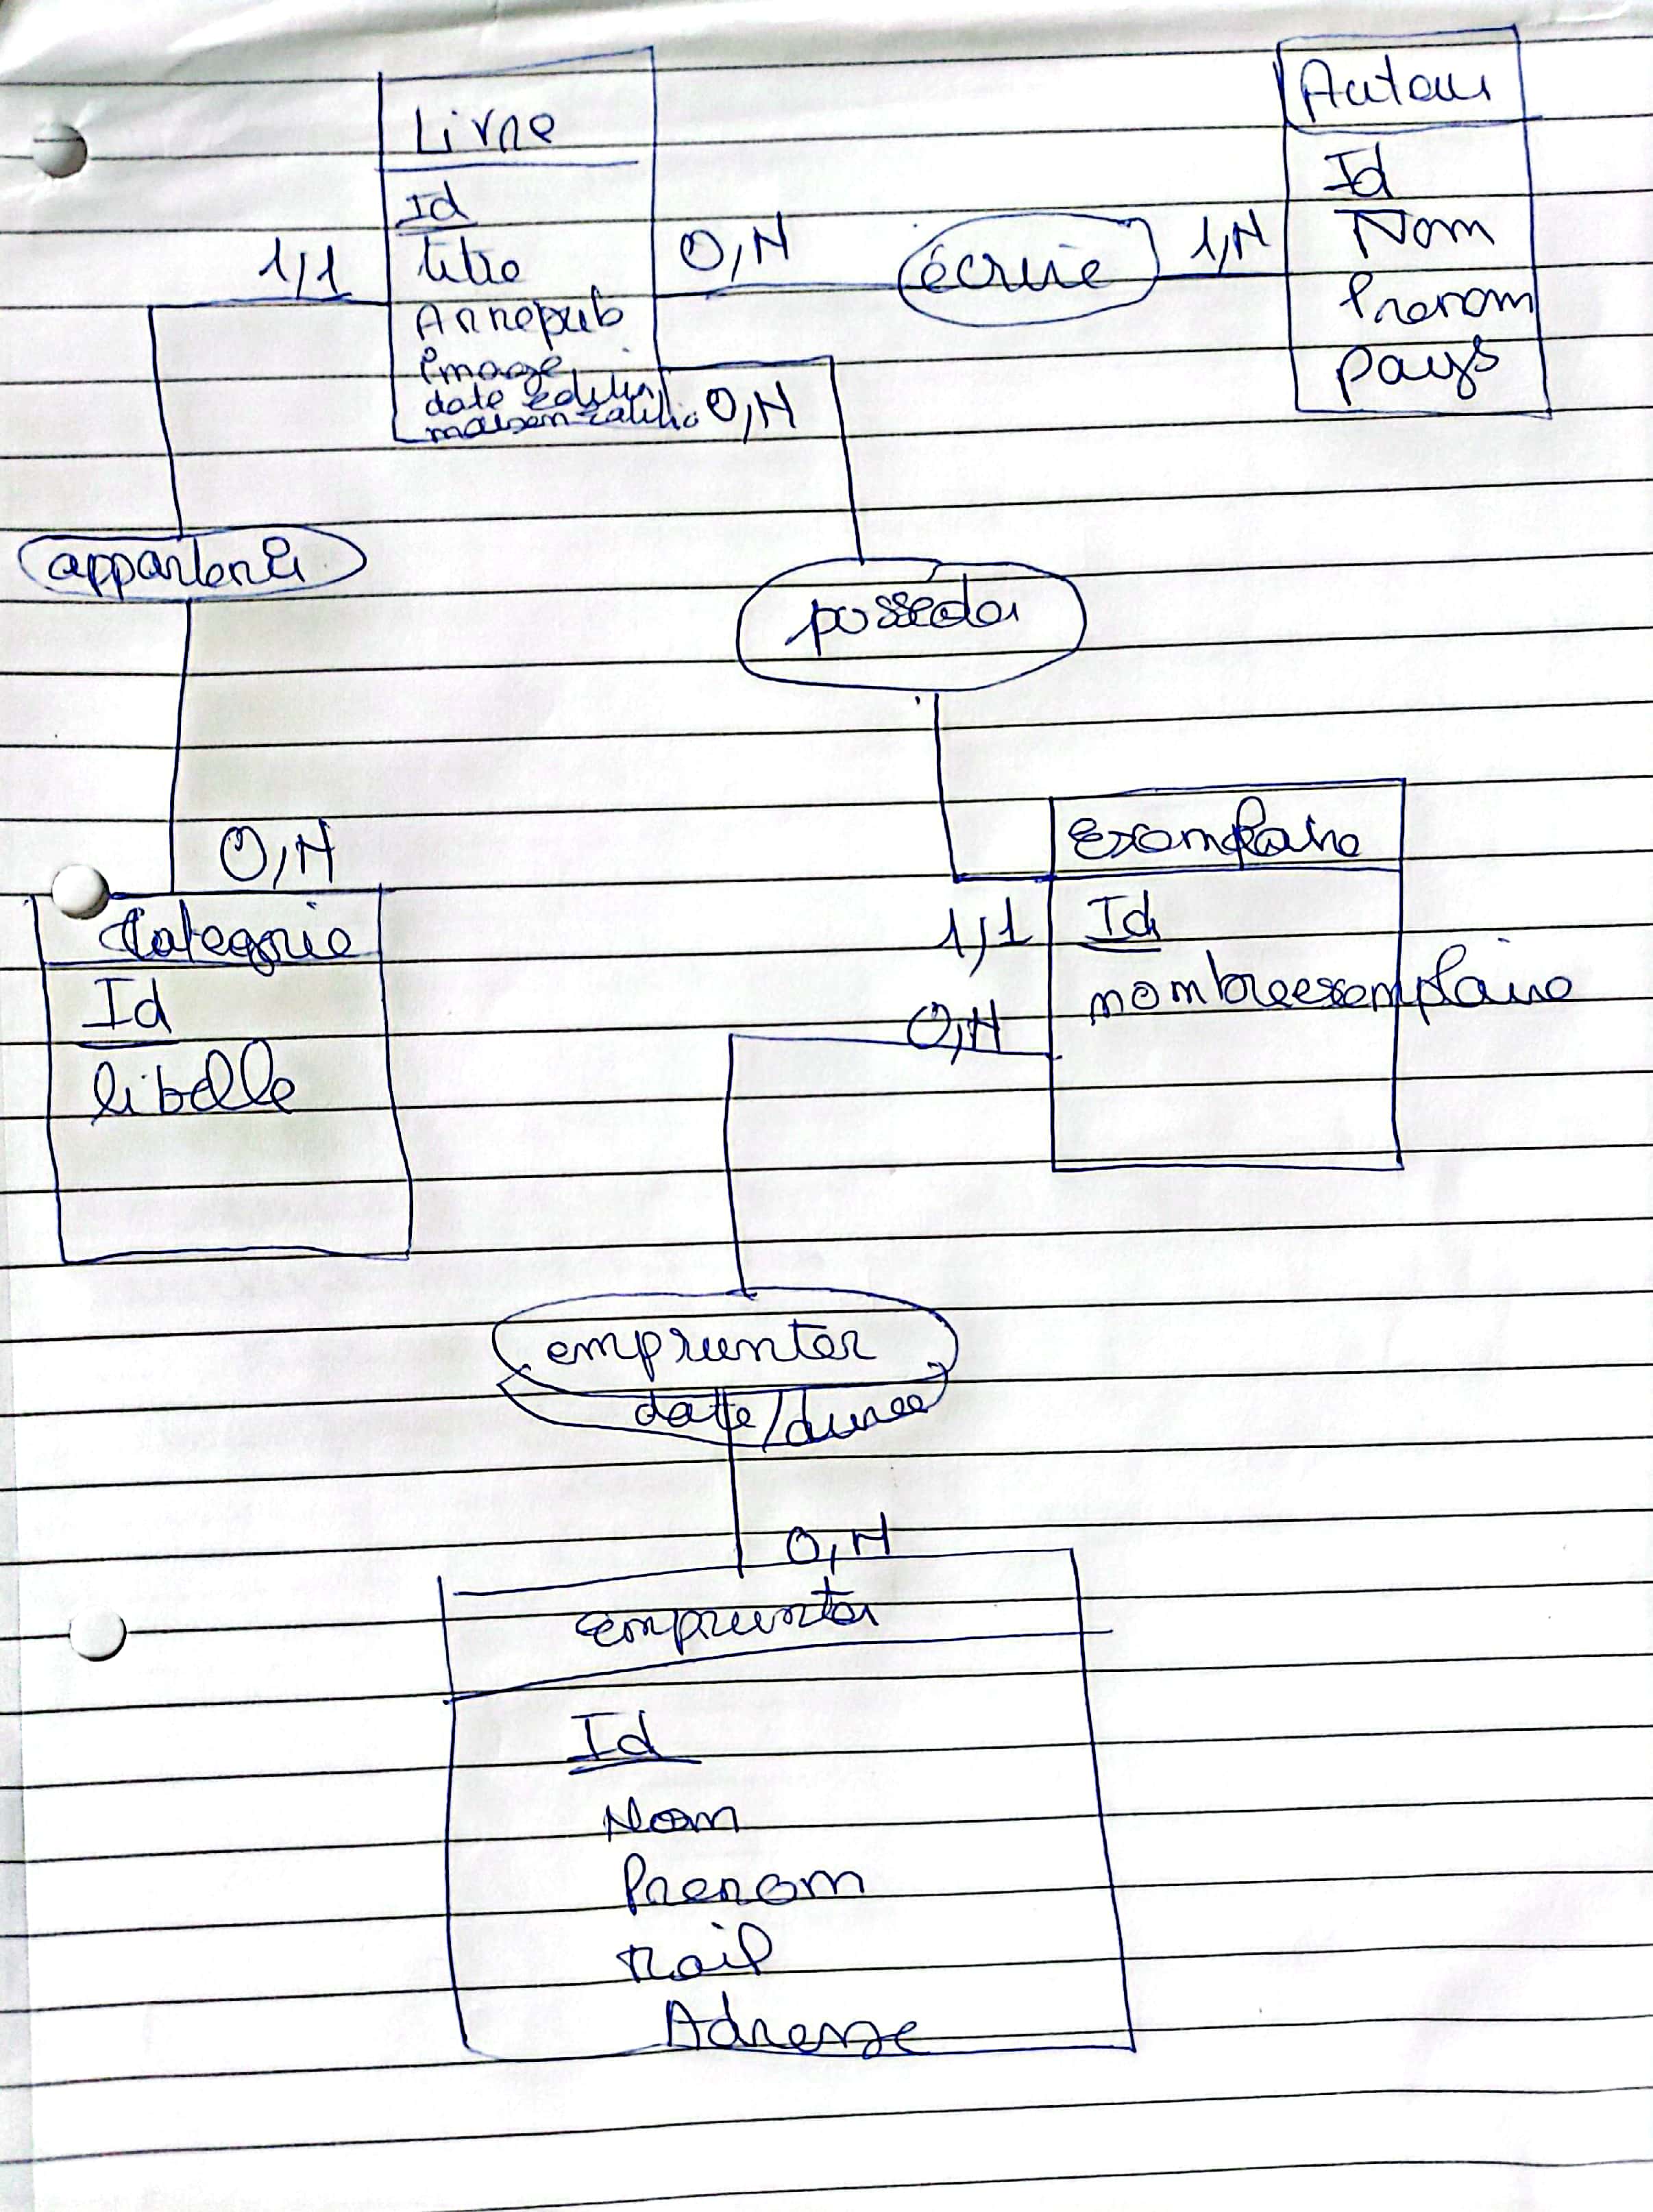 Livre
Id
titre
Annepub
Image
date edition
maison edition
Auteur
Id
Nom
Prenom
pays
1,1
0,N
écrire
1,N
0,N
appartenir
posseder
0,N
Categorie
Id
libelle
Exemplaire
Id
nombreexemplaire
1,1
0,N
emprunter
date/duree
0,N
emprunter
Id
Nom
Prenom
Mail
Adresse